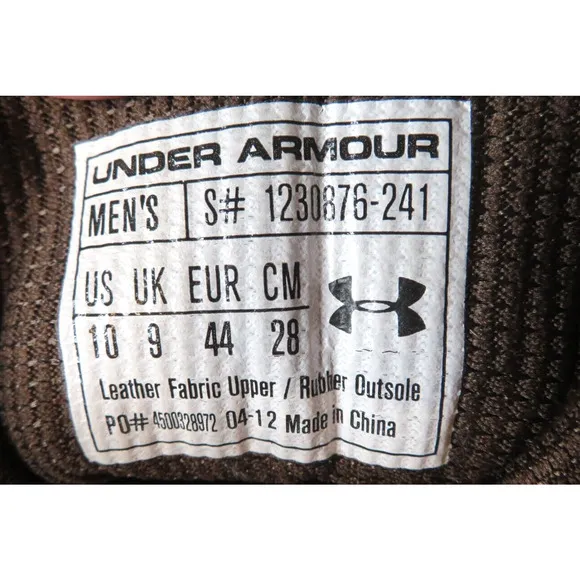 UNDER ARMOUR
MEN'S S# 1230876-241
US UK EUR CM
10 9 44 28
Leather Fabric Upper / Rubber Outsole
PO# 4500328972 04-12 Made in China